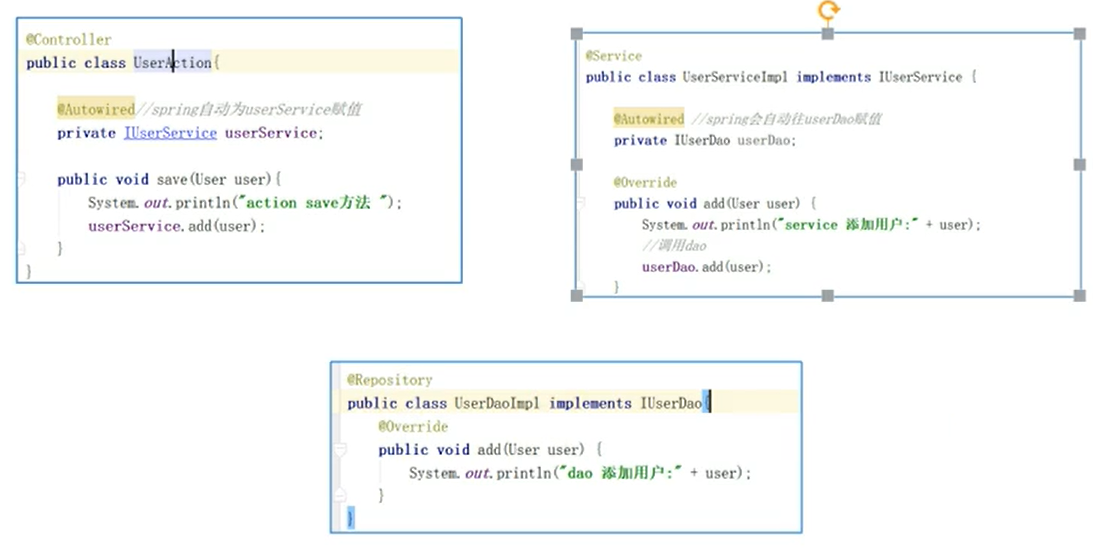 @Controller
public class UserAction{
@Autowired//spring自动为userService赋值
private IUserService userService;
public void save(User user){
System.out.println("action save方法 ");
userService.add(user);
}
}
@Service
public class UserServiceImpl implements IUserService {
@Autowired //spring会自动往userDao赋值
private IUserDao userDao;
@Override
public void add(User user) {
System.out.println("service 添加用户:" + user);
//调用dao
userDao.add(user);
}
@Repository
public class UserDaoImpl implements IUserDao{
@Override
public void add(User user) {
System.out.println("dao 添加用户:" + user);
}
}